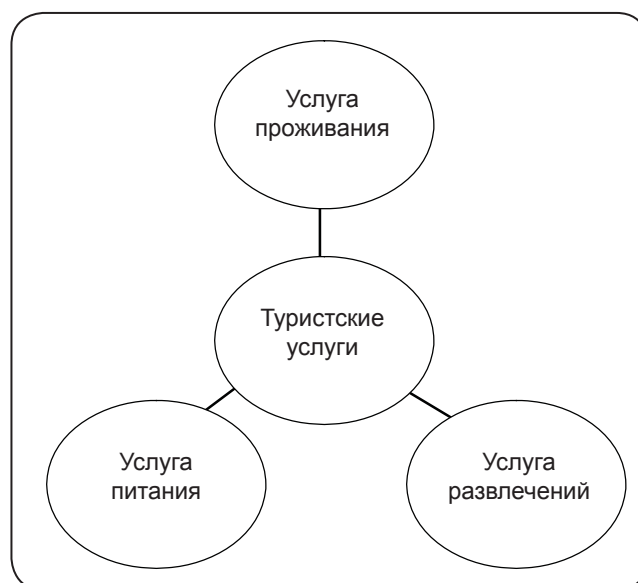 Услуга
проживания
Туристские
услуги
Услуга
питания
Услуга
развлечений